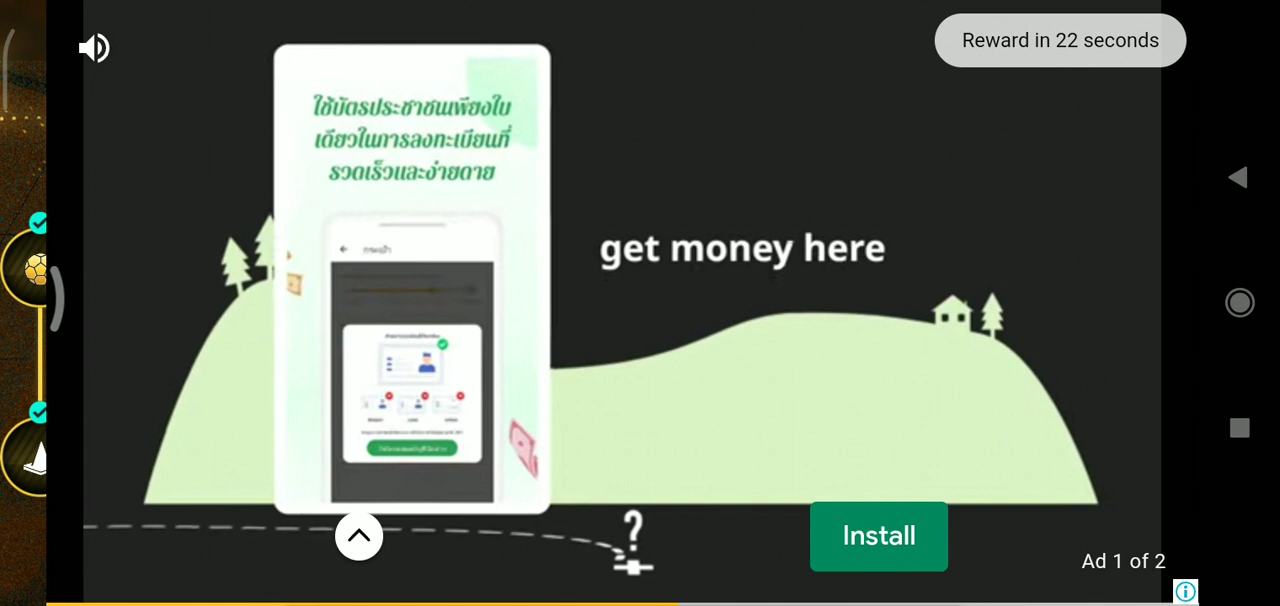 Reward in 22 seconds
ใช้บัตรประชาชนเพียงใบ
เดียวในการลงทะเบียนที่
รวดเร็วและง่ายดาย
get money here
?
Install
Ad 1 of 2